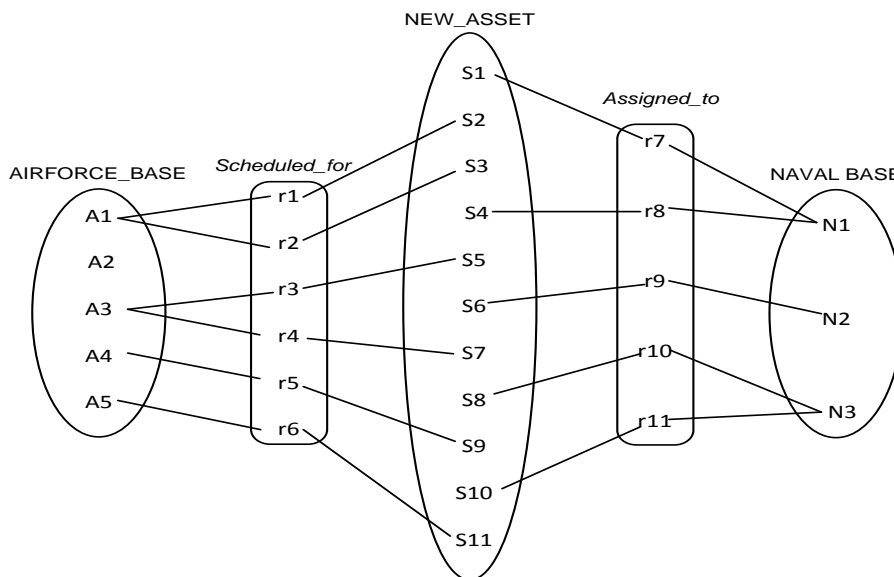 NEW_ASSET
AIRFORCE_BASE
Scheduled_for
Assigned_to
NAVAL BASE
A1
A2
A3
A4
A5
r1
r2
r3
r4
r5
r6
S1
S2
S3
S4
S5
S6
S7
S8
S9
S10
S11
r7
r8
r9
r10
r11
N1
N2
N3